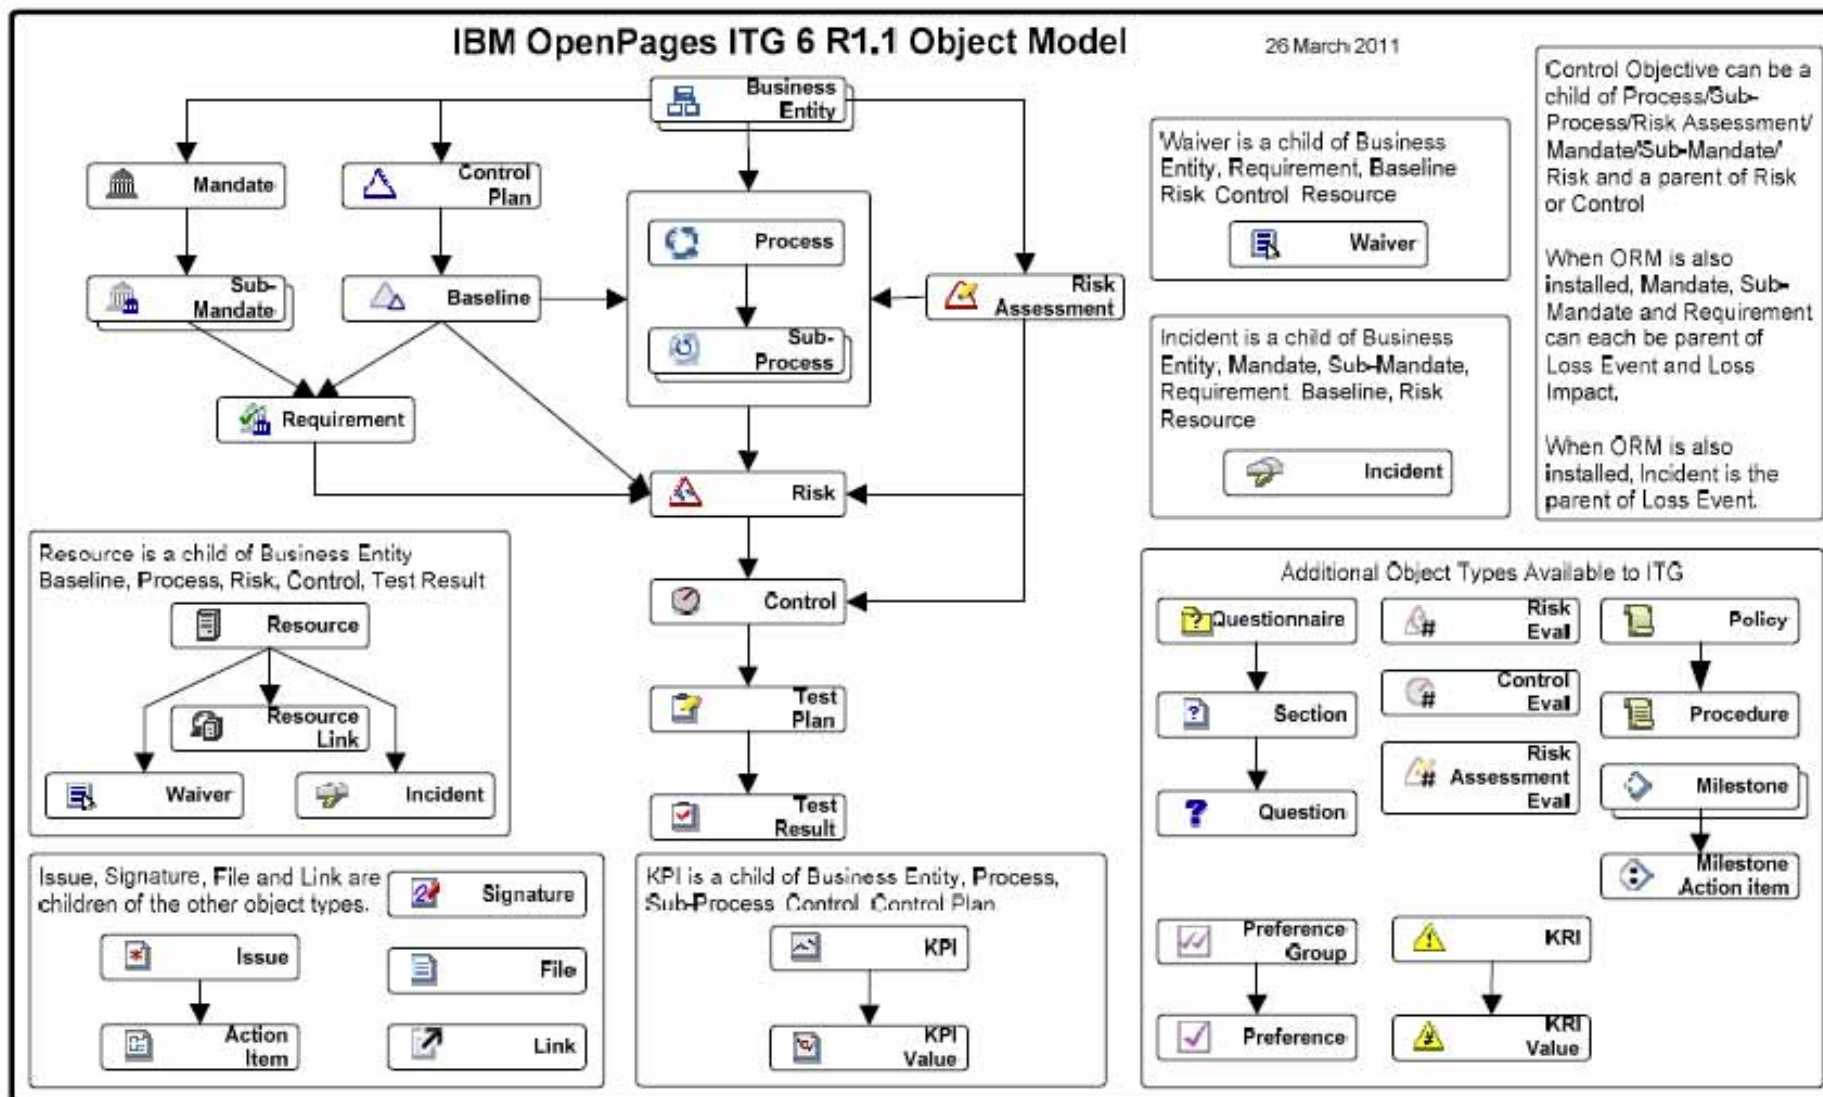 IBM OpenPages ITG 6 R1.1 Object Model
26 March 2011
Business
Entity
Mandate
Control
Plan
Sub-
Mandate
Baseline
Process
Sub-
Process
Risk
Assessment
Requirement
Risk
Control
Test
Plan
Test
Result
Waiver is a child of Business
Entity, Requirement, Baseline
Risk Control Resource
Waiver
Incident is a child of Business
Entity, Mandate, Sub-Mandate,
Requirement Baseline, Risk
Resource
Incident
Control Objective can be a
child of Process/Sub-
Process/Risk Assessment/
Mandate/Sub-Mandate/
Risk and a parent of Risk
or Control
When ORM is also
installed, Mandate, Sub-
Mandate and Requirement
can each be parent of
Loss Event and Loss
Impact.
When ORM is also
installed, Incident is the
parent of Loss Event.
Resource is a child of Business Entity
Baseline, Process, Risk, Control, Test Result
Resource
Resource
Link
Waiver
Incident
Issue, Signature, File and Link are
children of the other object types.
Signature
Issue
File
Action
Item
Link
KPI is a child of Business Entity, Process,
Sub-Process Control Control Plan
KPI
KPI
Value
Additional Object Types Available to ITG
Questionnaire
Risk
Eval
Policy
Section
Control
Eval
Procedure
Question
Risk
Assessment
Eval
Milestone
Milestone
Action item
Preference
Group
KRI
Preference
KRI
Value